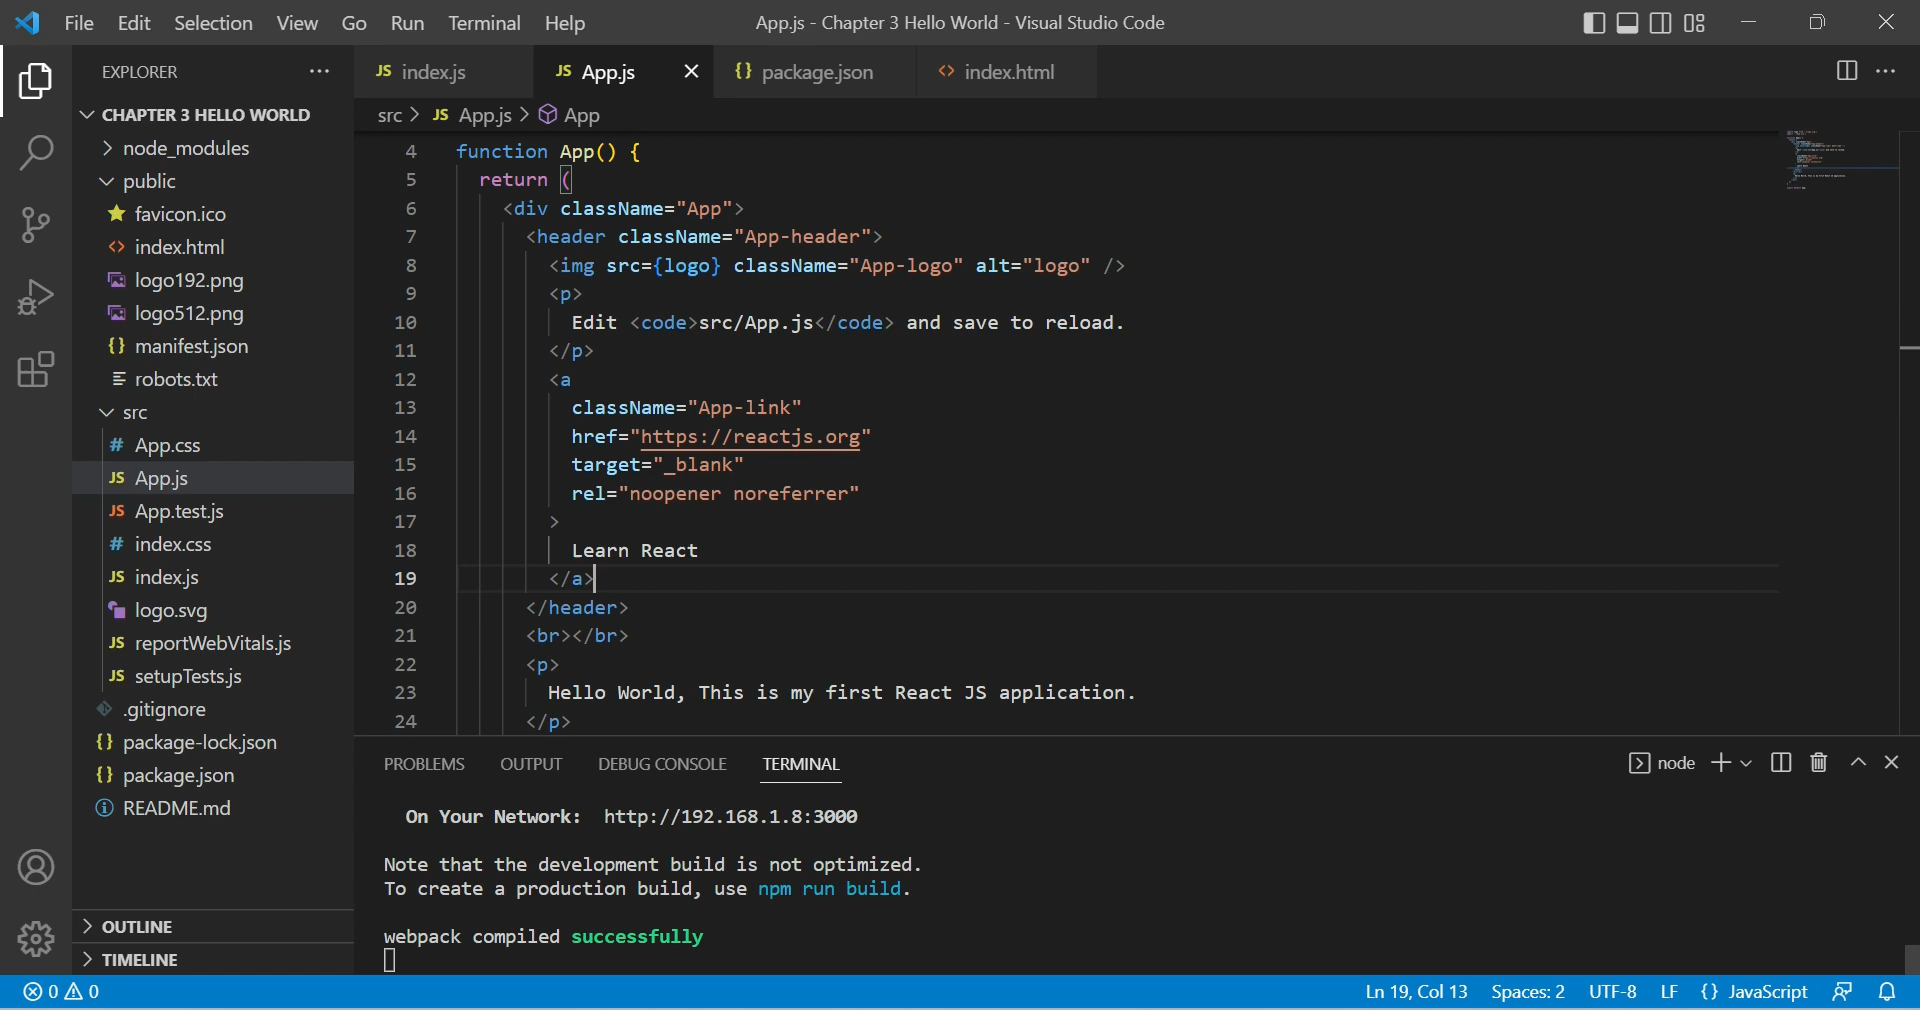 File Edit Selection View Go Run Terminal Help App.js - Chapter 3 Hello World - Visual Studio Code
EXPLORER
JS index.js JS App.js {} package.json <> index.html
CHAPTER 3 HELLO WORLD
node_modules
public
favicon.ico
<> index.html
logo192.png
logo512.png
{} manifest.json
robots.txt
src
# App.css
JS App.js
JS App.test.js
# index.css
JS index.js
logo.svg
JS reportWebVitals.js
JS setupTests.js
.gitignore
{} package-lock.json
{} package.json
README.md
OUTLINE
TIMELINE
src > JS App.js > App
4 function App() {
5 return (
6 <div className="App">
7 <header className="App-header">
8 <img src={logo} className="App-logo" alt="logo" />
9 <p>
10 Edit <code>src/App.js</code> and save to reload.
11 </p>
12 <a
13 className="App-link"
14 href="https://reactjs.org"
15 target="_blank"
16 rel="noopener noreferrer"
17 >
18 Learn React
19 </a>
20 </header>
21 <br></br>
22 <p>
23 Hello World, This is my first React JS application.
24 </p>
PROBLEMS OUTPUT DEBUG CONSOLE TERMINAL node
On Your Network: http://192.168.1.8:3000
Note that the development build is not optimized.
To create a production build, use npm run build.
webpack compiled successfully
0 0 Ln 19, Col 13 Spaces: 2 UTF-8 LF {} JavaScript